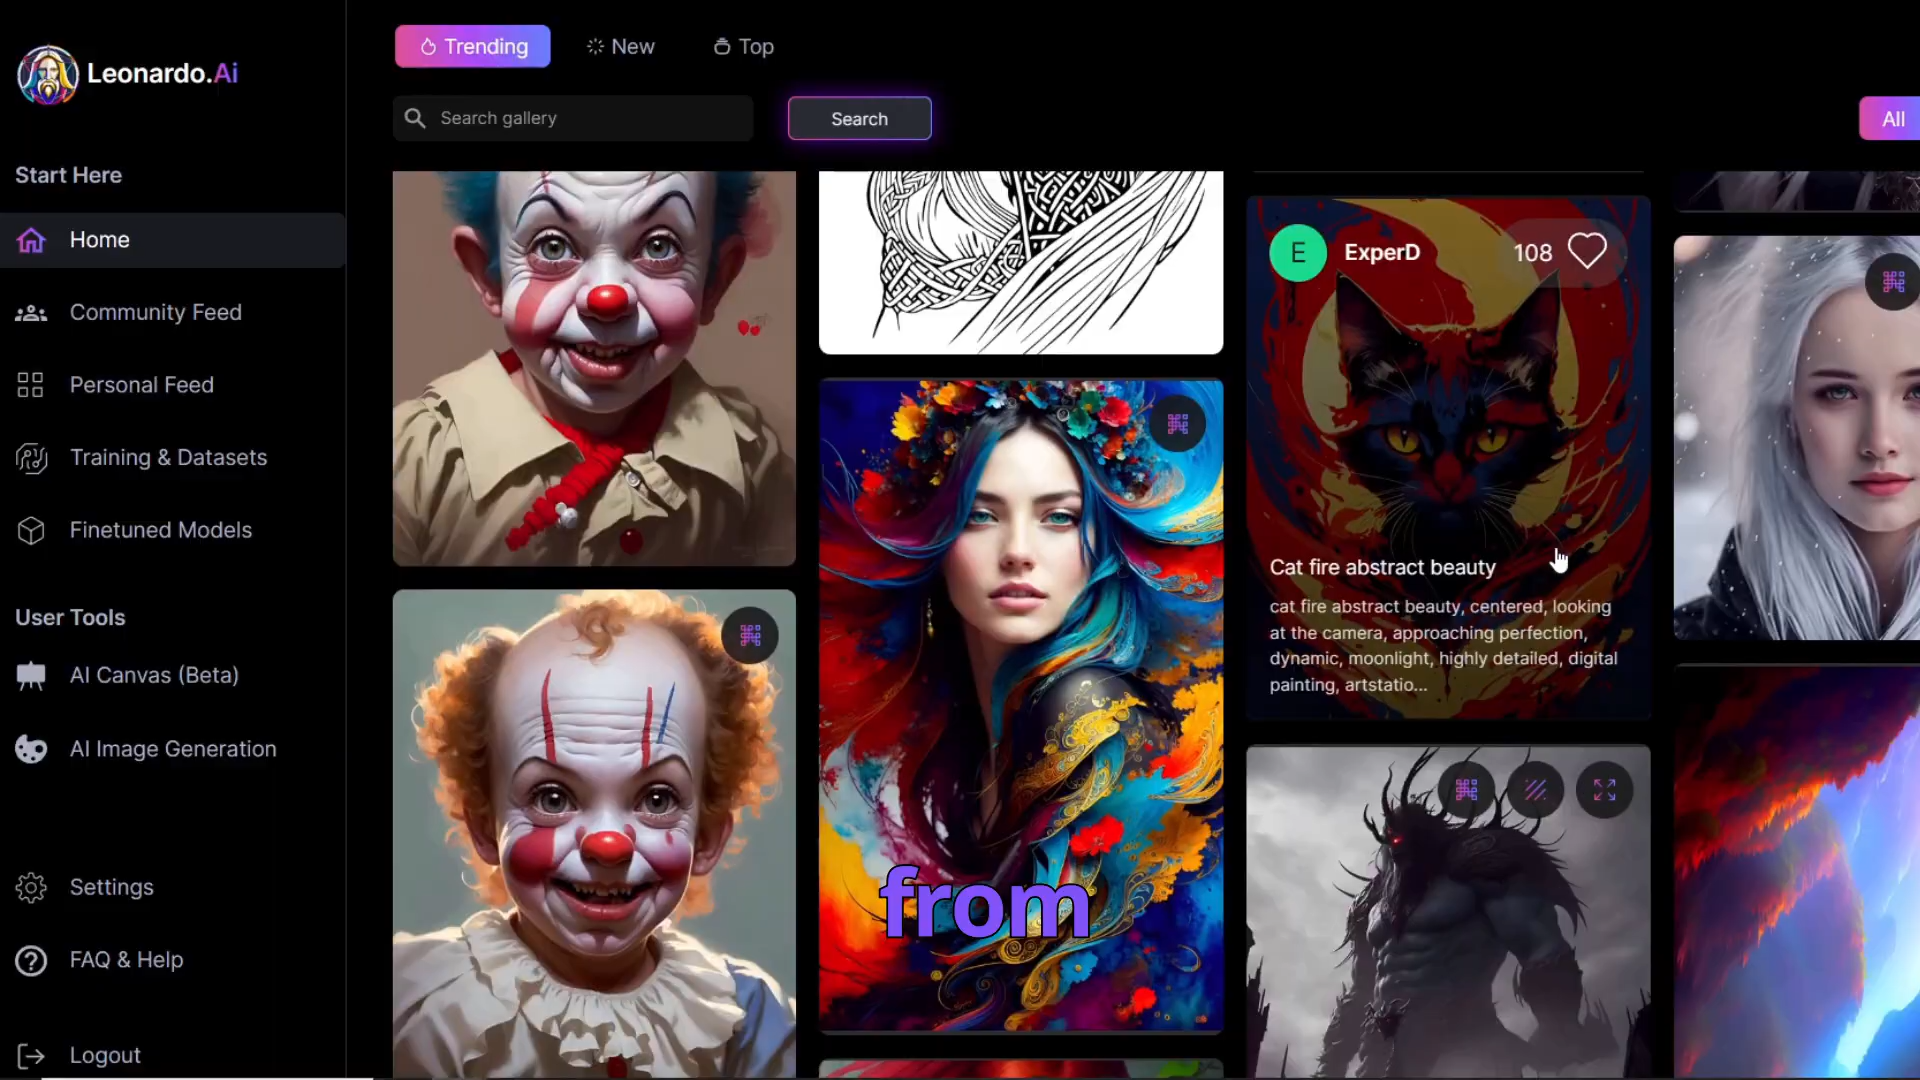 Leonardo.Ai
Start Here
Home
Community Feed
Personal Feed
Training & Datasets
Finetuned Models
User Tools
AI Canvas (Beta)
AI Image Generation
Settings
FAQ & Help
Logout
Trending
New
Top
Search gallery
Search
All
E
ExperD
108
Cat fire abstract beauty
cat fire abstract beauty, centered, looking
at the camera, approaching perfection,
dynamic, moonlight, highly detailed, digital
painting, artstatio...
from